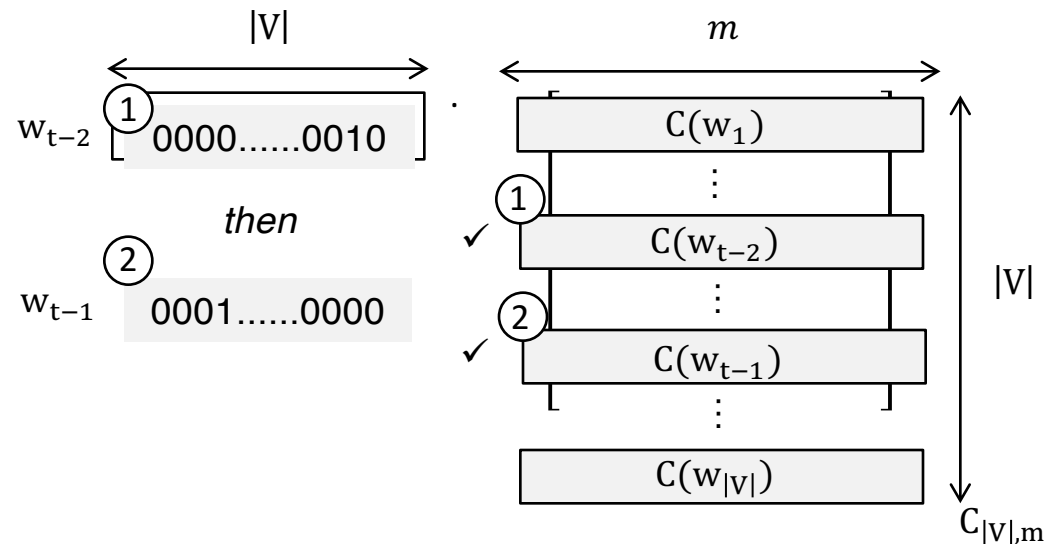 |V|
m
① 
w_{t−2} 0000......0010 · C(w_1)
⋮
then ①
✓ C(w_{t−2})
②
⋮
|V|
w_{t−1} 0001......0000 ②
✓ C(w_{t−1})
⋮
C(w_{|V|})
C_{|V|,m}